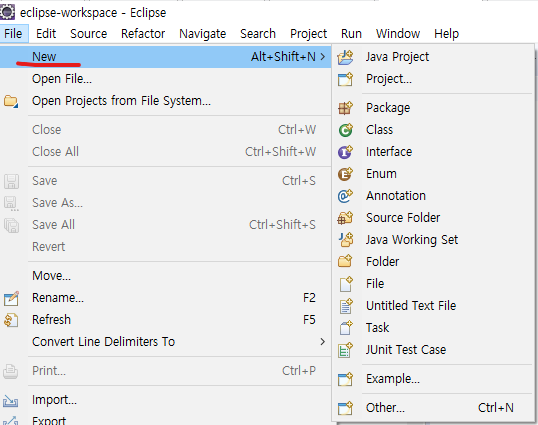 eclipse-workspace - Eclipse
File Edit Source Refactor Navigate Search Project Run Window Help
New Alt+Shift+N >
Open File...
Open Projects from File System...
Close Ctrl+W
Close All Ctrl+Shift+W
Save Ctrl+S
Save As...
Save All Ctrl+Shift+S
Revert
Move...
Rename... F2
Refresh F5
Convert Line Delimiters To >
Print... Ctrl+P
Import...
Export
Java Project
Project...
Package
Class
Interface
Enum
Annotation
Source Folder
Java Working Set
Folder
File
Untitled Text File
Task
JUnit Test Case
Example...
Other... Ctrl+N